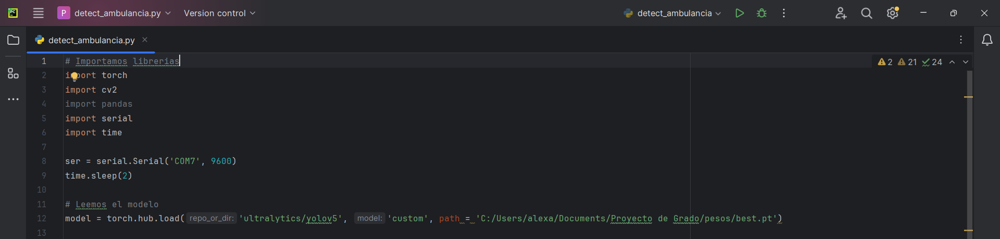 PC P detect_ambulancia.py Version control detect_ambulancia
detect_ambulancia.py
1 # Importamos librerias 2 21 24
2 import torch
3 import cv2
4 import pandas
5 import serial
6 import time
7
8 ser = serial.Serial('COM7', 9600)
9 time.sleep(2)
10
11 # Leemos el modelo
12 model = torch.hub.load(repo_or_dir: 'ultralytics/yolov5', model: 'custom', path = 'C:/Users/alexa/Documents/Proyecto de Grado/pesos/best.pt')
13